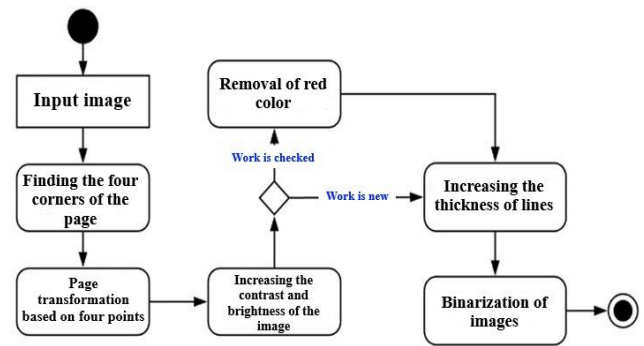 Input image
Finding the four
corners of the
page
Page
transformation
based on four points
Increasing the
contrast and
brightness of the
image
Work is checked
Removal of red
color
Work is new
Increasing the
thickness of lines
Binarization of
images